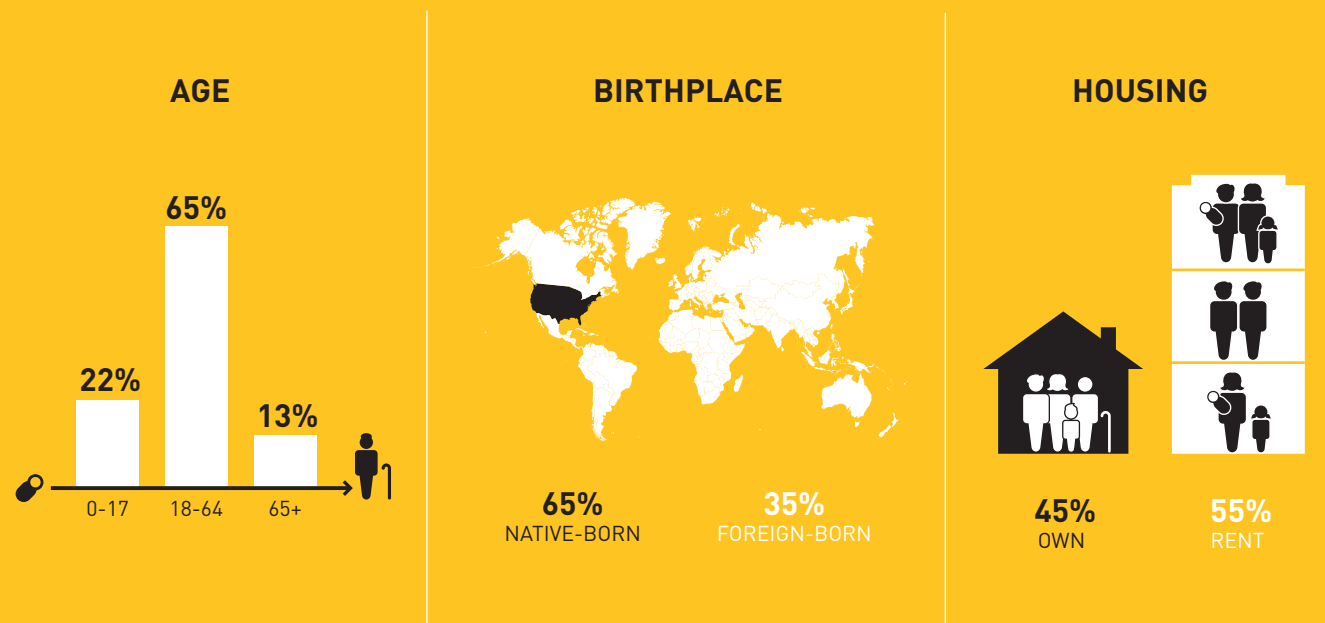 AGE
65%
22%
13%
0-17
18-64
65+
BIRTHPLACE
65%
NATIVE-BORN
35%
FOREIGN-BORN
HOUSING
45%
OWN
55%
RENT